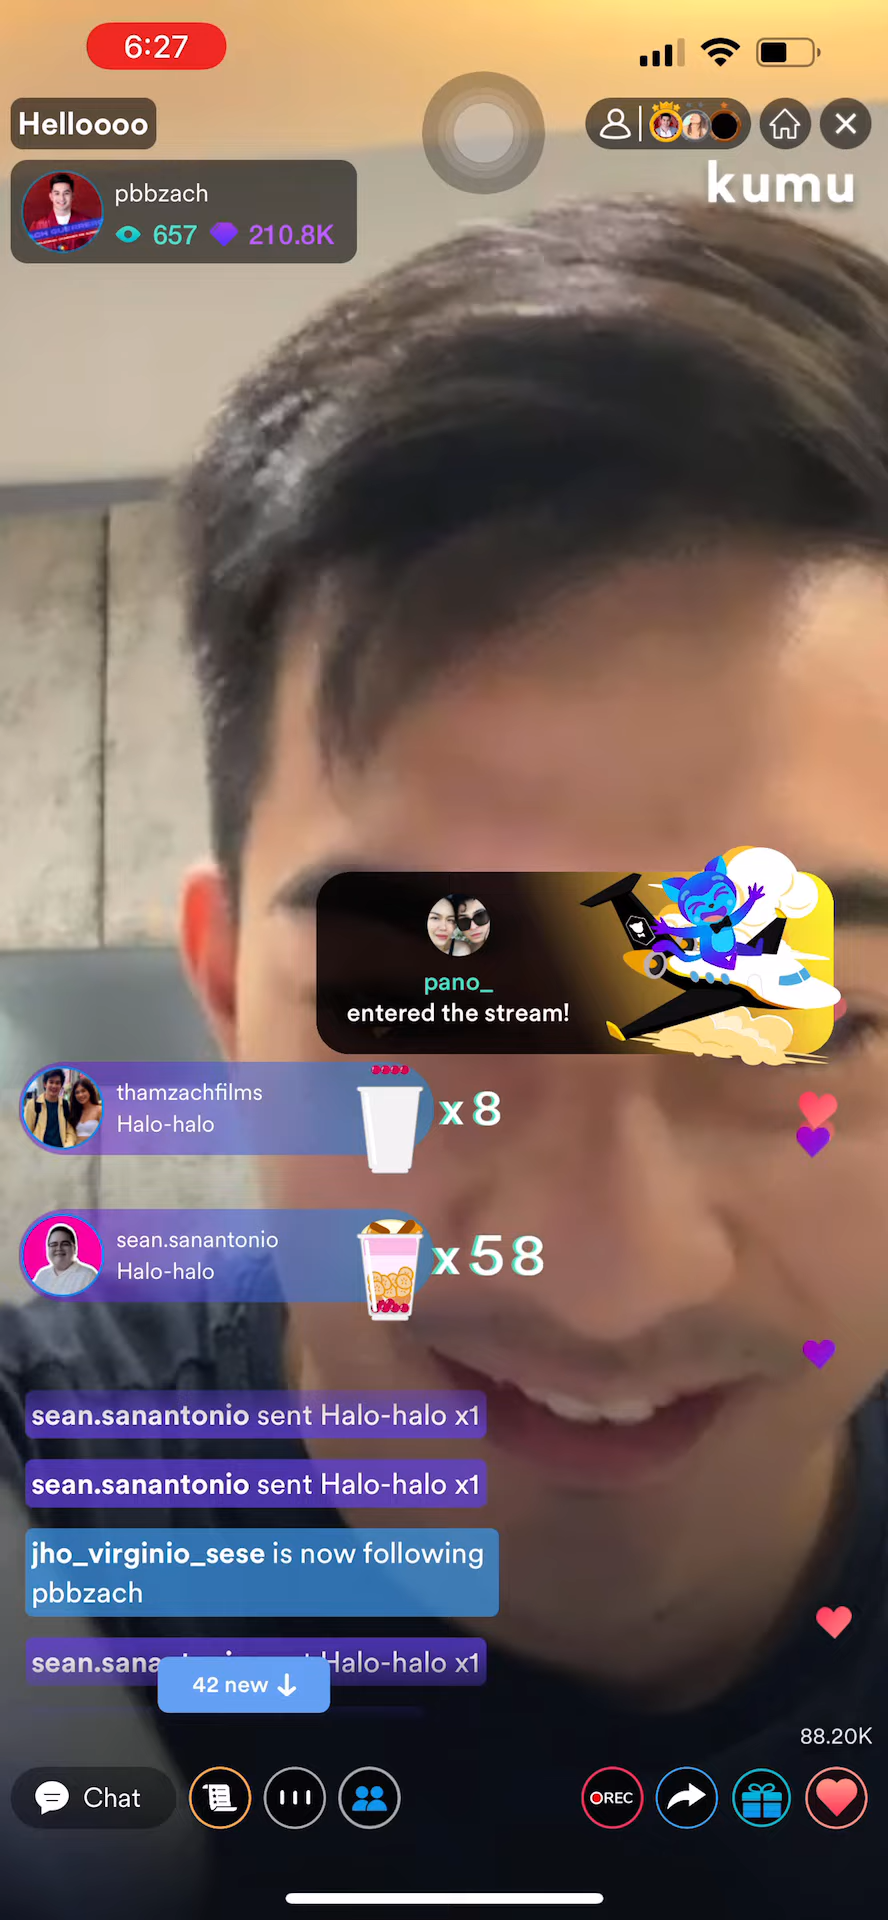 6:27
Helloooo
pbbzach
657 210.8K
kumu
pano_
entered the stream!
thamzachfilms
Halo-halo
x8
sean.sanantonio
Halo-halo
x58
sean.sanantonio sent Halo-halo x1
sean.sanantonio sent Halo-halo x1
jho_virginio_sese is now following
pbbzach
Halo-halo x1
42 new
88.20K
Chat
REC